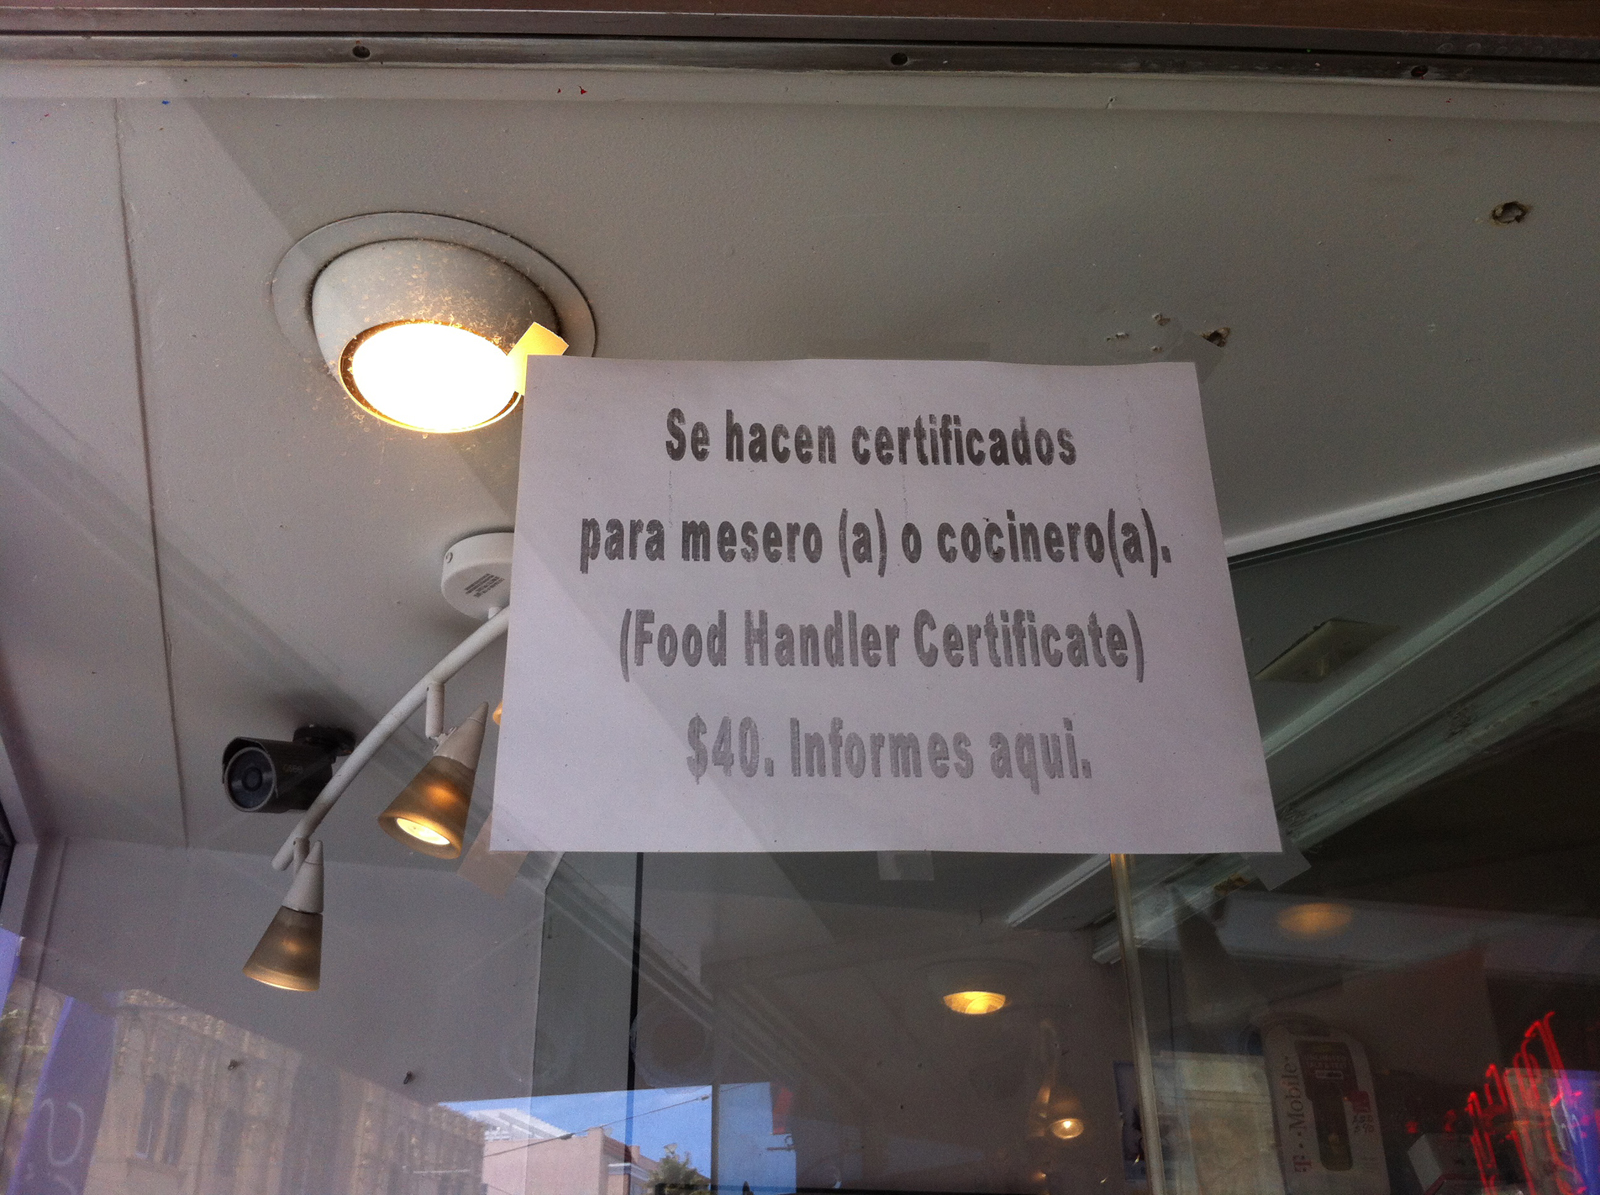 Se hacen certificados
para mesero (a) o cocinero(a).
(Food Handler Certificate)
$40. Informes aqui.
T··Mobile·